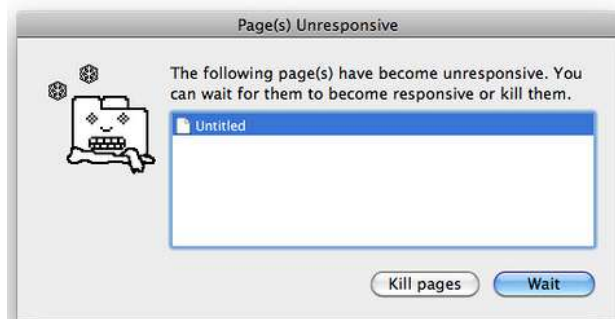 Page(s) Unresponsive
The following page(s) have become unresponsive. You
can wait for them to become responsive or kill them.
Untitled
Kill pages
Wait